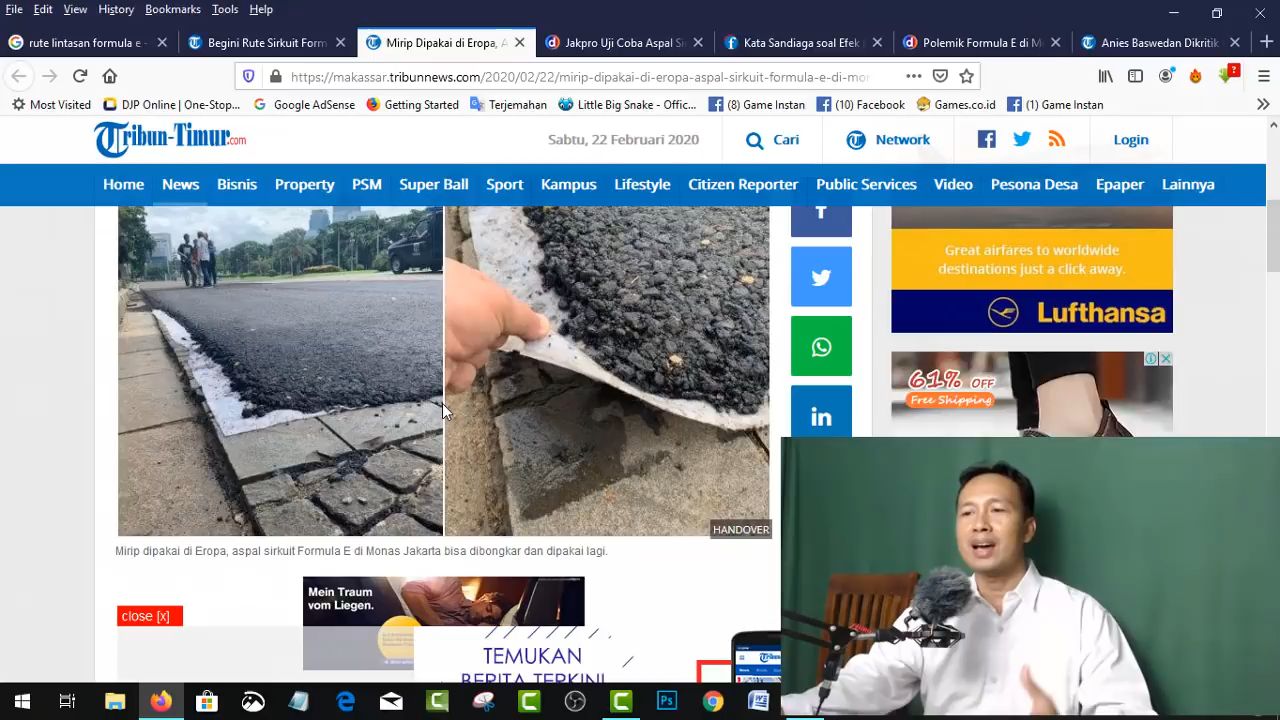 File Edit View History Bookmarks Tools Help
rute lintasan formula e -
Begini Rute Sirkuit Form
Mirip Dipakai di Eropa, A
Jakpro Uji Coba Aspal Si
Kata Sandiaga soal Efek
Polemik Formula E di M
Anies Baswedan Dikritik
https://makassar.tribunnews.com/2020/02/22/mirip-dipakai-di-eropa-aspal-sirkuit-formula-e-di-mo
Most Visited DJP Online | One-Stop... Google AdSense Getting Started Terjemahan Little Big Snake - Offic... (8) Game Instan (10) Facebook Games.co.id (1) Game Instan
Tribun-Timur.com
Sabtu, 22 Februari 2020
Cari
Network
Login
Home News Bisnis Property PSM Super Ball Sport Kampus Lifestyle Citizen Reporter Public Services Video Pesona Desa Epaper Lainnya
Great airfares to worldwide
destinations just a click away.
Lufthansa
61% OFF
Free Shipping
in
HANDOVER
Mirip dipakai di Eropa, aspal sirkuit Formula E di Monas Jakarta bisa dibongkar dan dipakai lagi.
Mein Traum
vom Liegen.
close [x]
TEMUKAN
BERITA TERKINI